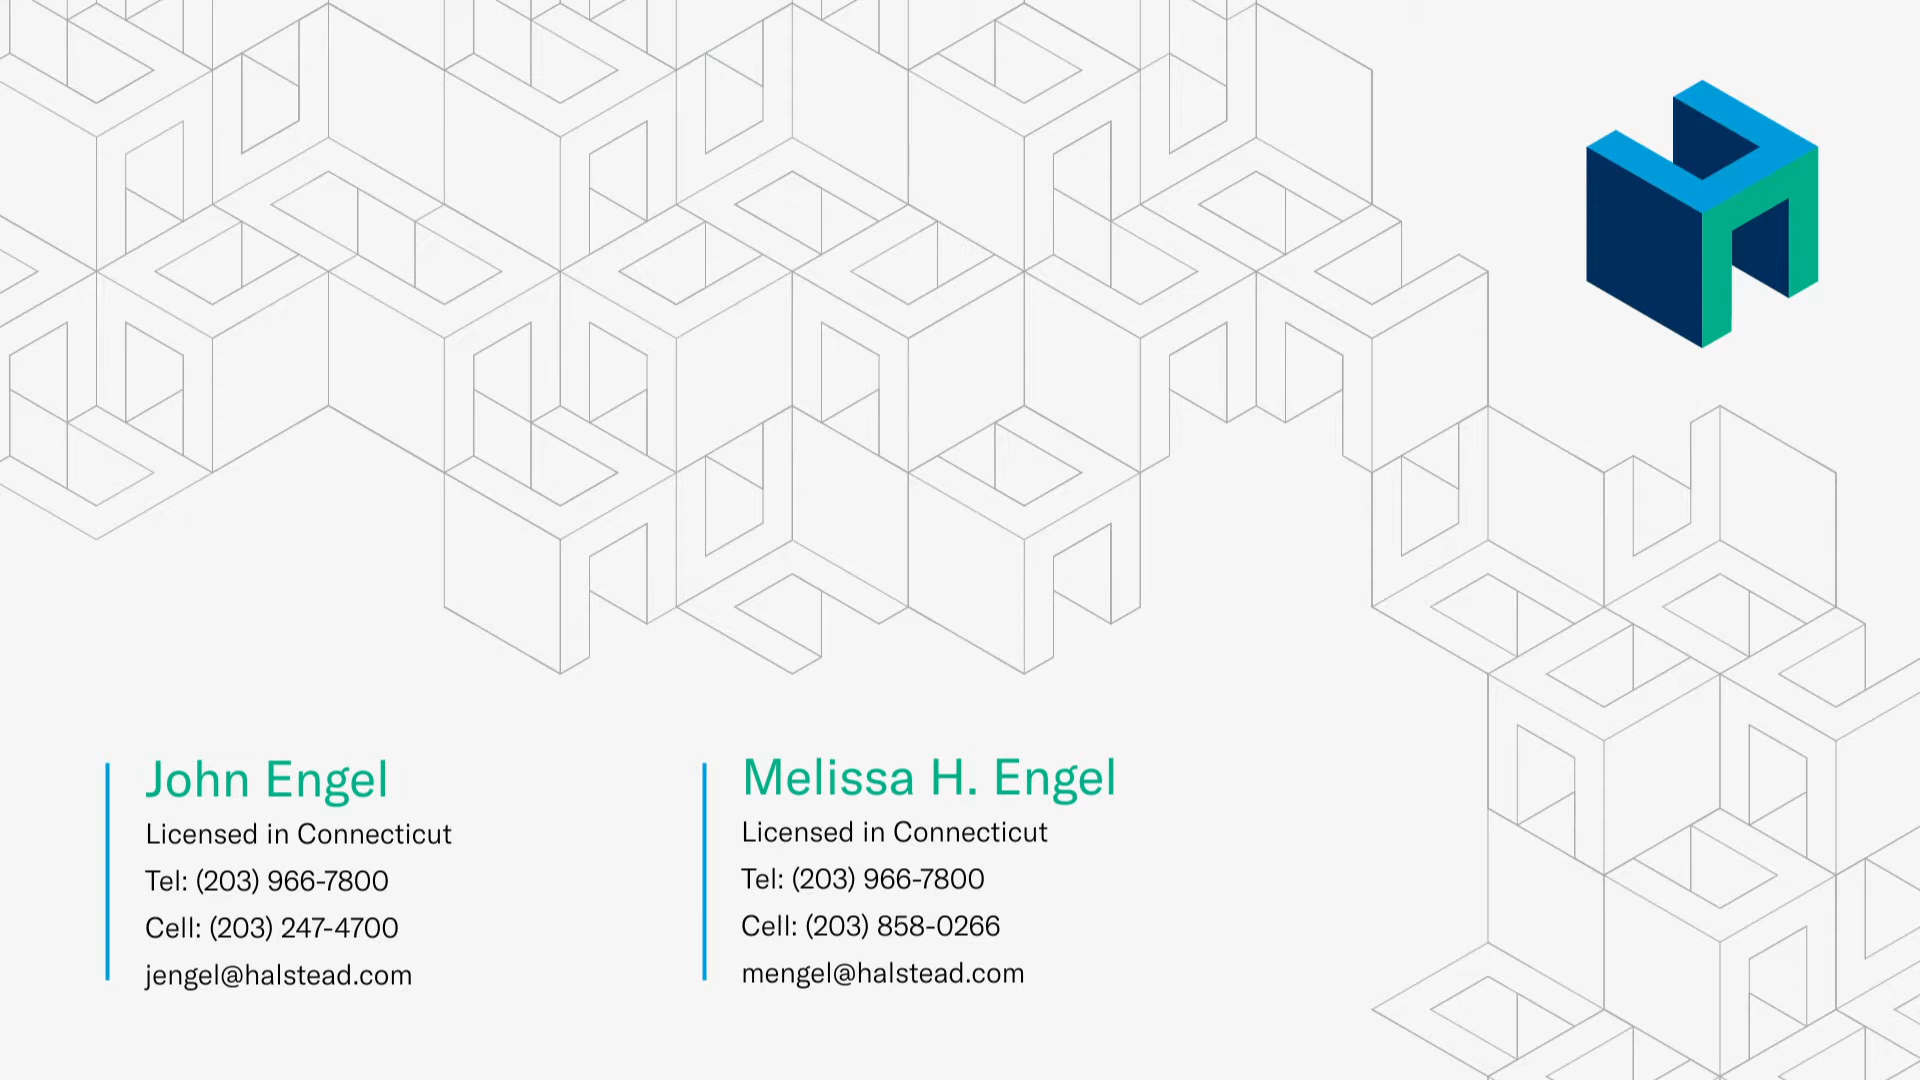 John Engel
Licensed in Connecticut
Tel: (203) 966-7800
Cell: (203) 247-4700
jengel@halstead.com
Melissa H. Engel
Licensed in Connecticut
Tel: (203) 966-7800
Cell: (203) 858-0266
mengel@halstead.com